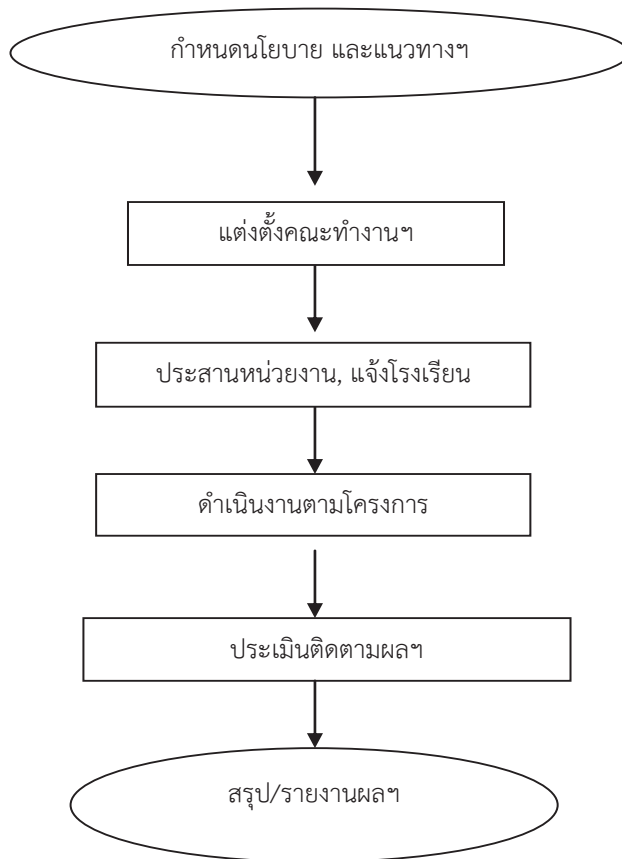 กำหนดนโยบาย และแนวทางฯ
แต่งตั้งคณะทำงานฯ
ประสานหน่วยงาน, แจ้งโรงเรียน
ดำเนินงานตามโครงการ
ประเมินติดตามผลฯ
สรุป/รายงานผลฯ